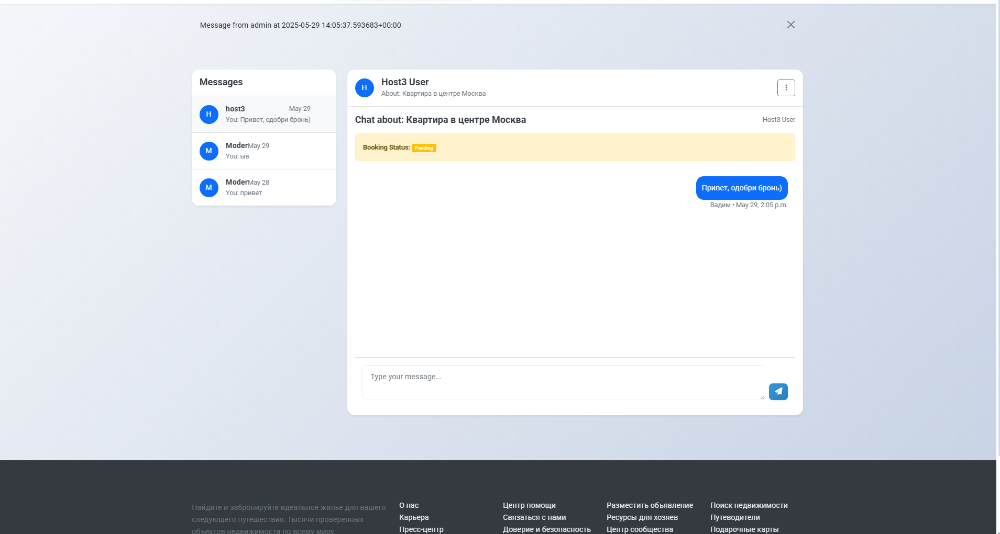 Message from admin at 2025-05-29 14:05:37.593683+00:00
Messages
H
host3
May 29
You: Привет, одобри бронь)
M
Moder
May 29
You: ыв
M
Moder
May 28
You: привет
H
Host3 User
About: Квартира в центре Москва
Chat about: Квартира в центре Москва
Host3 User
Booking Status: Pending
Привет, одобри бронь)
Вадим • May 29, 2:05 p.m.
Type your message...
Найдите и забронируйте идеальное жилье для вашего
следующего путешествия. Тысячи проверенных
объектов недвижимости по всему миру.
О нас
Карьера
Пресс-центр
Центр помощи
Связаться с нами
Доверие и безопасность
Разместить объявление
Ресурсы для хозяев
Центр сообщества
Поиск недвижимости
Путеводители
Подарочные карты